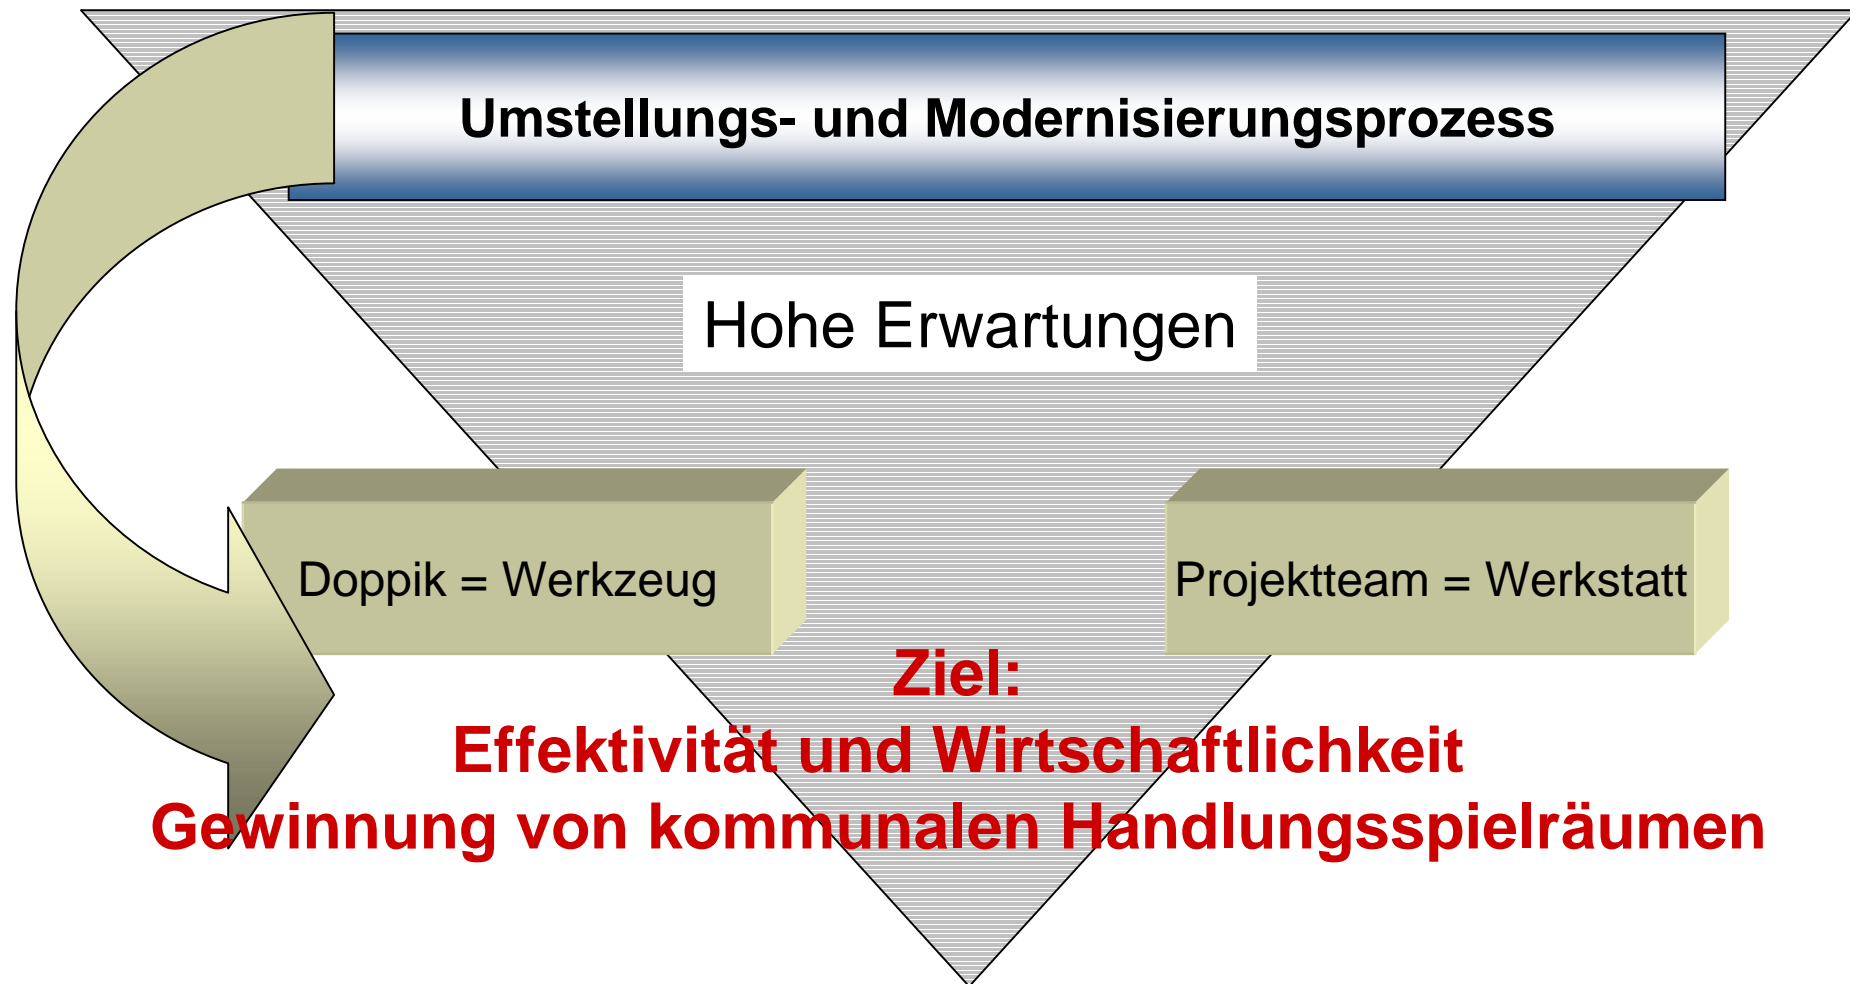 Umstellungs- und Modernisierungsprozess
Hohe Erwartungen
Doppik = Werkzeug
Projektteam = Werkstatt
Ziel:
Effektivität und Wirtschaftlichkeit
Gewinnung von kommunalen Handlungsspielräumen